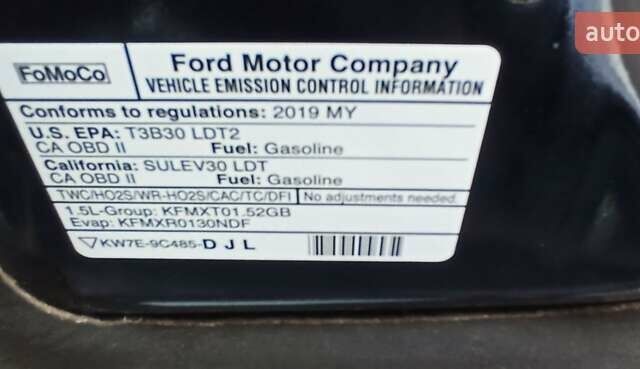 auto
FoMoCo
Ford Motor Company
VEHICLE EMISSION CONTROL INFORMATION
Conforms to regulations: 2019 MY
U.S. EPA: T3B30 LDT2
CA OBD II Fuel: Gasoline
California: SULEV30 LDT
CA OBD II Fuel: Gasoline
TWC/HO2S/WR-HO2S/CAC/TC/DFI No adjustments needed.
1.5L-Group: KFMXT01.52GB
Evap: KFMXR0130NDF
KW7E-9C485-D J L